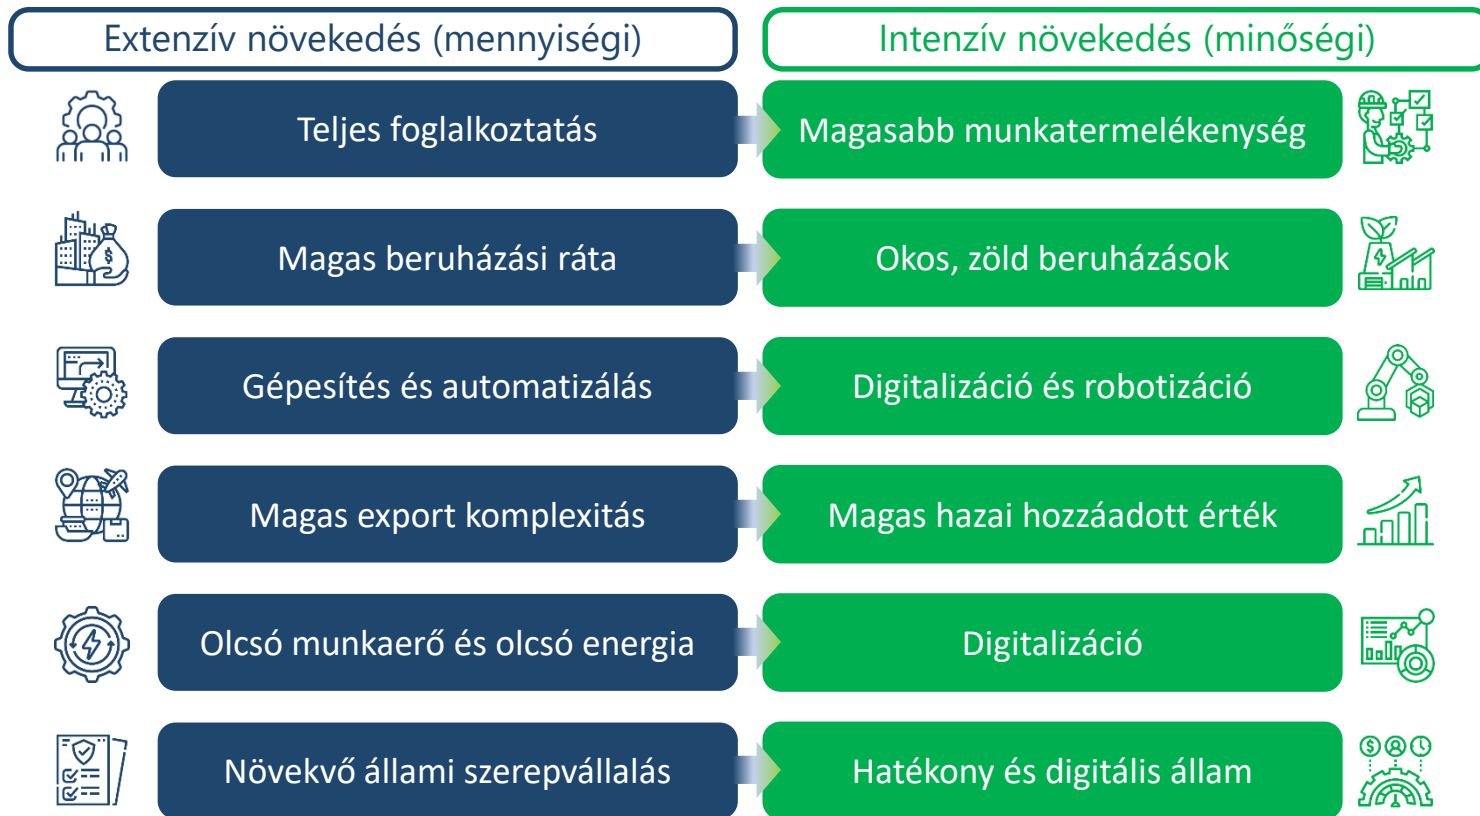 Extenzív növekedés (mennyiségi)
Intenzív növekedés (minőségi)
Teljes foglalkoztatás
Magasabb munkatermelékenység
Magas beruházási ráta
Okos, zöld beruházások
Gépesítés és automatizálás
Digitalizáció és robotizáció
Magas export komplexitás
Magas hazai hozzáadott érték
Olcsó munkaerő és olcsó energia
Digitalizáció
Növekvő állami szerepvállalás
Hatékony és digitális állam